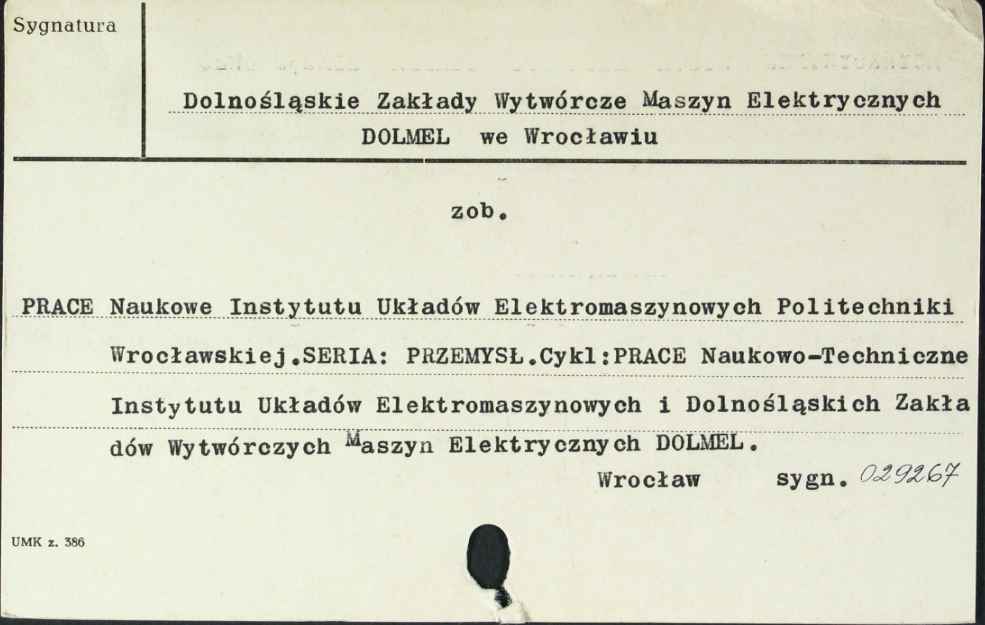 Sygnatura
Dolnośląskie Zakłady Wytwórcze Maszyn Elektrycznych
DOLMEL we Wrocławiu
zob.
PRACE Naukowe Instytutu Układów Elektromaszynowych Politechniki
Wrocławskiej.SERIA: PRZEMYSŁ.Cykl:PRACE Naukowo-Techniczne
Instytutu Układów Elektromaszynowych i Dolnośląskich Zakła
dów Wytwórczych Maszyn Elektrycznych DOLMEL.
Wrocław sygn. 029267
UMK z. 386